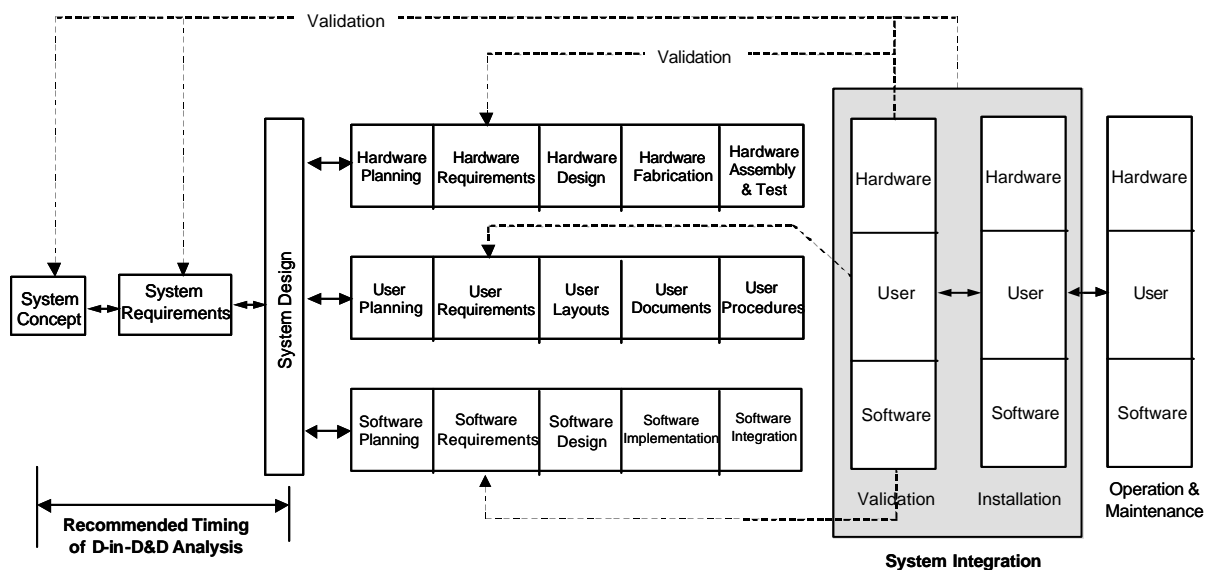 Validation
Validation
System
Concept
System
Requirements
System Design
Hardware
Planning
Hardware
Requirements
Hardware
Design
Hardware
Fabrication
Hardware
Assembly
& Test
User
Planning
User
Requirements
User
Layouts
User
Documents
User
Procedures
Software
Planning
Software
Requirements
Software
Design
Software
Implementation
Software
Integration
Hardware
User
Software
Validation
Hardware
User
Software
Installation
Hardware
User
Software
Operation &
Maintenance
Recommended Timing
of D-in-D&D Analysis
System Integration